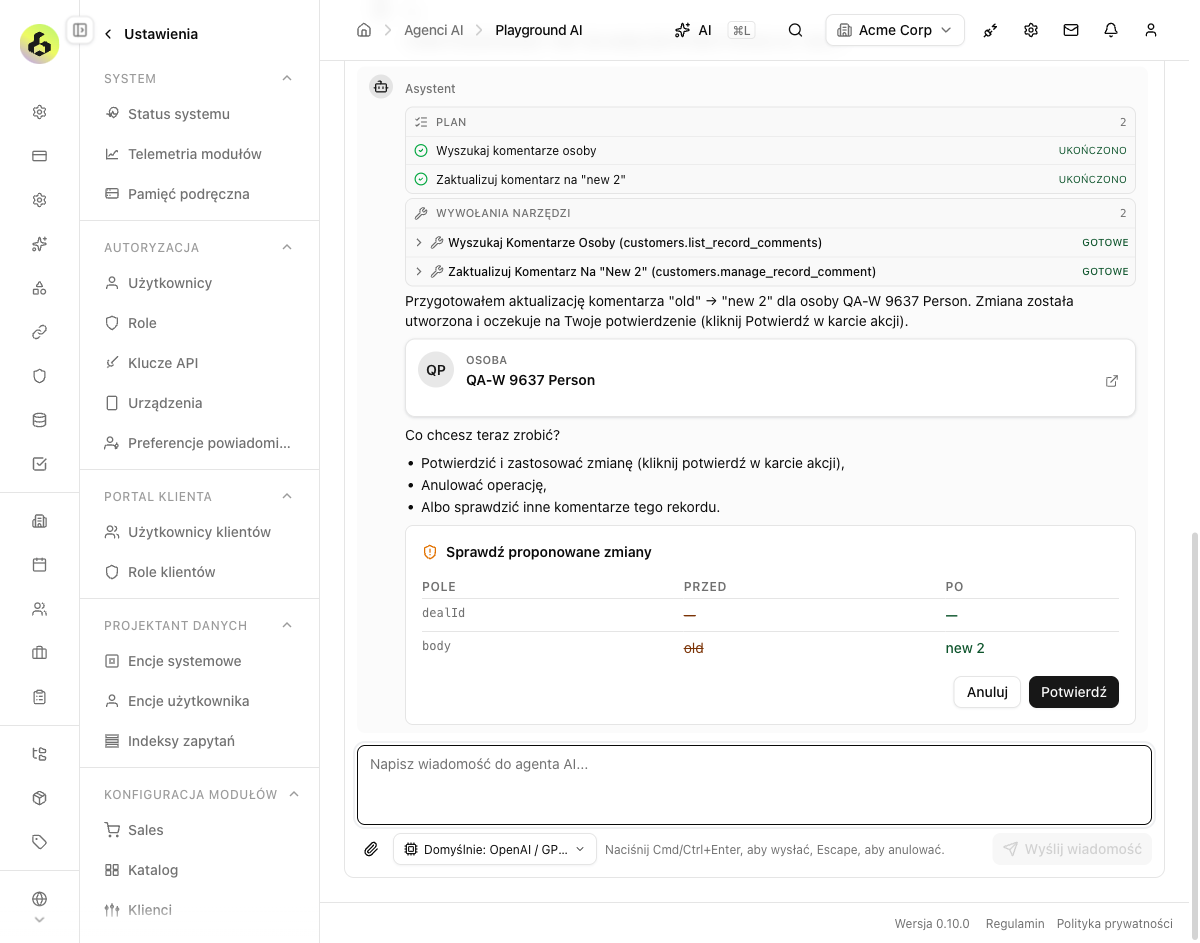 Ustawienia
Agenci AI
Playground AI
AI
⌘L
Acme Corp
SYSTEM
Status systemu
Telemetria modułów
Pamięć podręczna
AUTORYZACJA
Użytkownicy
Role
Klucze API
Urządzenia
Preferencje powiadomi...
PORTAL KLIENTA
Użytkownicy klientów
Role klientów
PROJEKTANT DANYCH
Encje systemowe
Encje użytkownika
Indeksy zapytań
KONFIGURACJA MODUŁÓW
Sales
Katalog
Klienci
Asystent
PLAN 2
Wyszukaj komentarze osoby UKOŃCZONO
Zaktualizuj komentarz na "new 2" UKOŃCZONO
WYWOŁANIA NARZĘDZI 2
Wyszukaj Komentarze Osoby (customers.list_record_comments) GOTOWE
Zaktualizuj Komentarz Na "New 2" (customers.manage_record_comment) GOTOWE
Przygotowałem aktualizację komentarza "old" → "new 2" dla osoby QA-W 9637 Person. Zmiana została
utworzona i oczekuje na Twoje potwierdzenie (kliknij Potwierdź w karcie akcji).
QP
OSOBA
QA-W 9637 Person
Co chcesz teraz zrobić?
• Potwierdzić i zastosować zmianę (kliknij potwierdź w karcie akcji),
• Anulować operację,
• Albo sprawdzić inne komentarze tego rekordu.
Sprawdź proponowane zmiany
POLE PRZED PO
dealId — —
body old new 2
Anuluj Potwierdź
Napisz wiadomość do agenta AI...
Domyślnie: OpenAI / GP...
Naciśnij Cmd/Ctrl+Enter, aby wysłać, Escape, aby anulować.
Wyślij wiadomość
Wersja 0.10.0 Regulamin Polityka prywatności